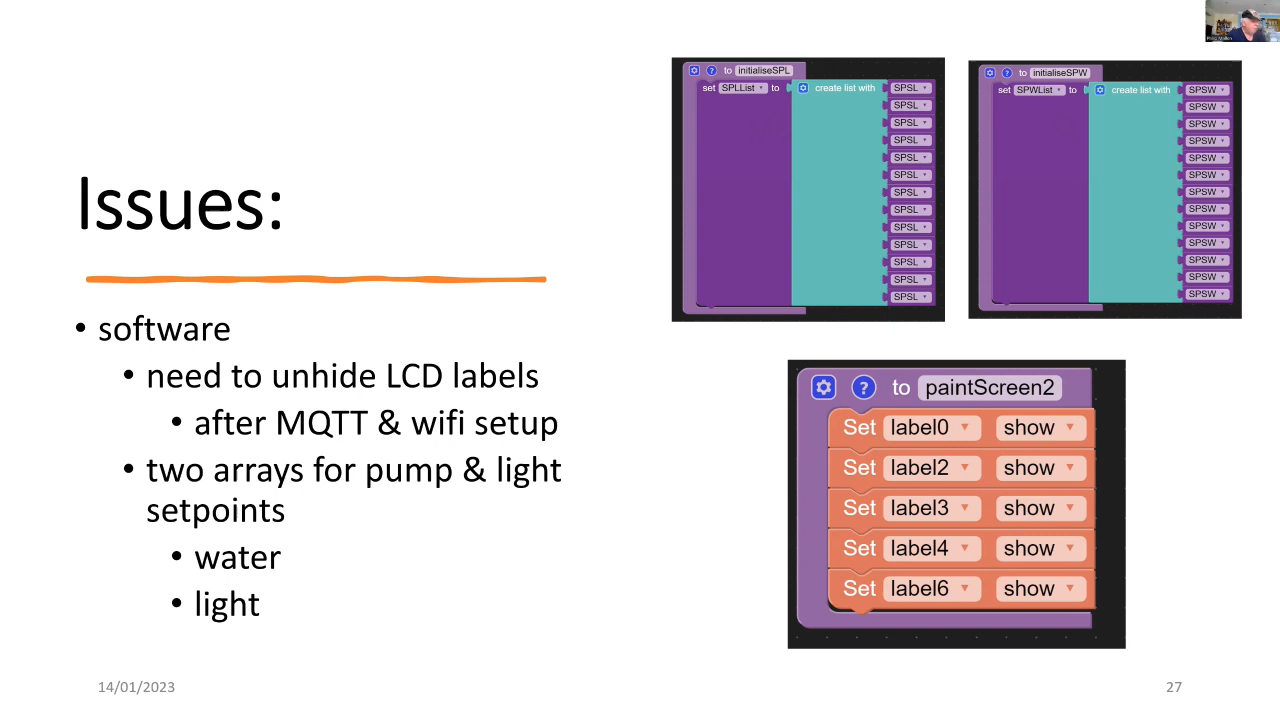 Issues:
• software
• need to unhide LCD labels
• after MQTT & wifi setup
• two arrays for pump & light
setpoints
• water
• light
to initialiseSPL
set SPLList to create list with SPSL
SPSL
SPSL
SPSL
SPSL
SPSL
SPSL
SPSL
SPSL
SPSL
SPSL
SPSL
SPSL
to initialiseSPW
set SPWList to create list with SPSW
SPSW
SPSW
SPSW
SPSW
SPSW
SPSW
SPSW
SPSW
SPSW
SPSW
SPSW
SPSW
? to paintScreen2
Set label0 show
Set label2 show
Set label3 show
Set label4 show
Set label6 show
14/01/2023
27